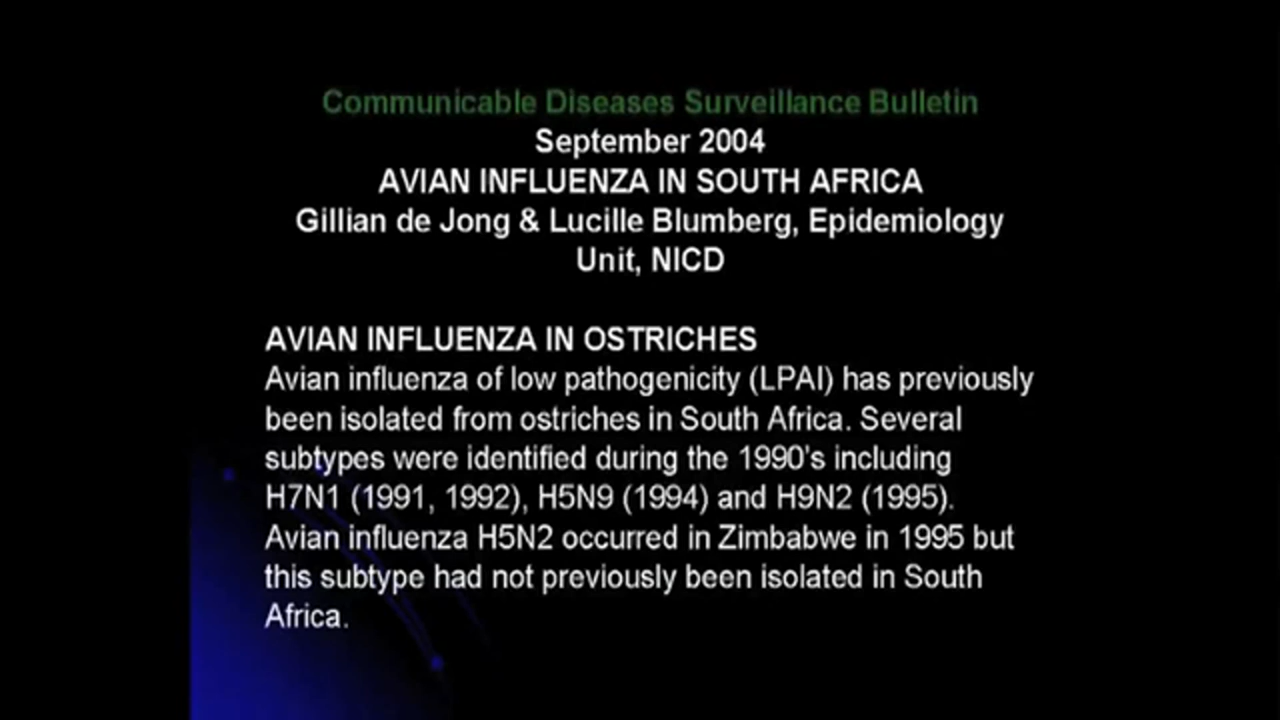 Communicable Diseases Surveillance Bulletin
September 2004
AVIAN INFLUENZA IN SOUTH AFRICA
Gillian de Jong & Lucille Blumberg, Epidemiology
Unit, NICD
AVIAN INFLUENZA IN OSTRICHES
Avian influenza of low pathogenicity (LPAI) has previously
been isolated from ostriches in South Africa. Several
subtypes were identified during the 1990's including
H7N1 (1991, 1992), H5N9 (1994) and H9N2 (1995).
Avian influenza H5N2 occurred in Zimbabwe in 1995 but
this subtype had not previously been isolated in South
Africa.